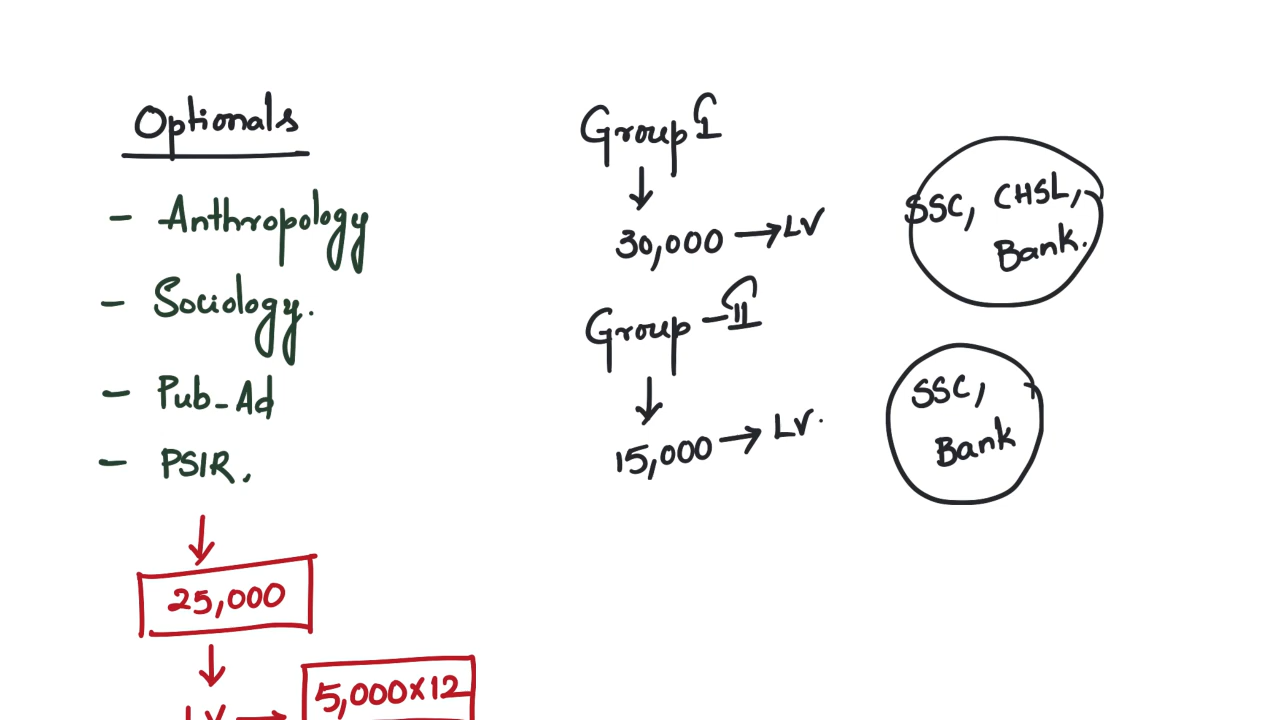 Optionals
- Anthropology
- Sociology.
- Pub-Ad
- PSIR.
↓
25,000
↓
LV → 5,000×12
Group I
↓
30,000 → LV
Group - II
↓
15,000 → LV.
SSC, CHSL,
Bank.
SSC,
Bank